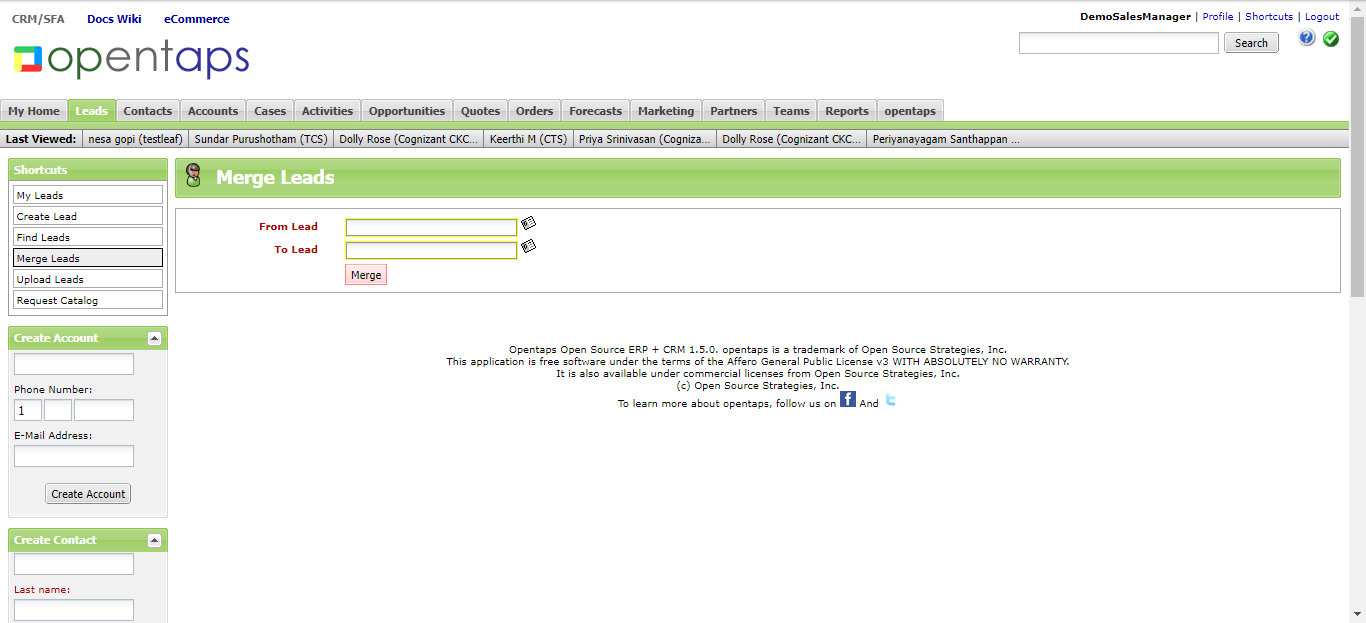 CRM/SFA Docs Wiki eCommerce
DemoSalesManager | Profile | Shortcuts | Logout
opentaps
Search
My Home Leads Contacts Accounts Cases Activities Opportunities Quotes Orders Forecasts Marketing Partners Teams Reports opentaps
Last Viewed: nesa gopi (testleaf) Sundar Purushotham (TCS) Dolly Rose (Cognizant CKC... Keerthi M (CTS) Priya Srinivasan (Cogniza... Dolly Rose (Cognizant CKC... Periyanayagam Santhappan ...
Shortcuts
My Leads
Create Lead
Find Leads
Merge Leads
Upload Leads
Request Catalog
Create Account
Phone Number:
1
E-Mail Address:
Create Account
Create Contact
Last name:
Merge Leads
From Lead
To Lead
Merge
Opentaps Open Source ERP + CRM 1.5.0. opentaps is a trademark of Open Source Strategies, Inc.
This application is free software under the terms of the Affero General Public License v3 WITH ABSOLUTELY NO WARRANTY.
It is also available under commercial licenses from Open Source Strategies, Inc.
(c) Open Source Strategies, Inc.
To learn more about opentaps, follow us on f And t